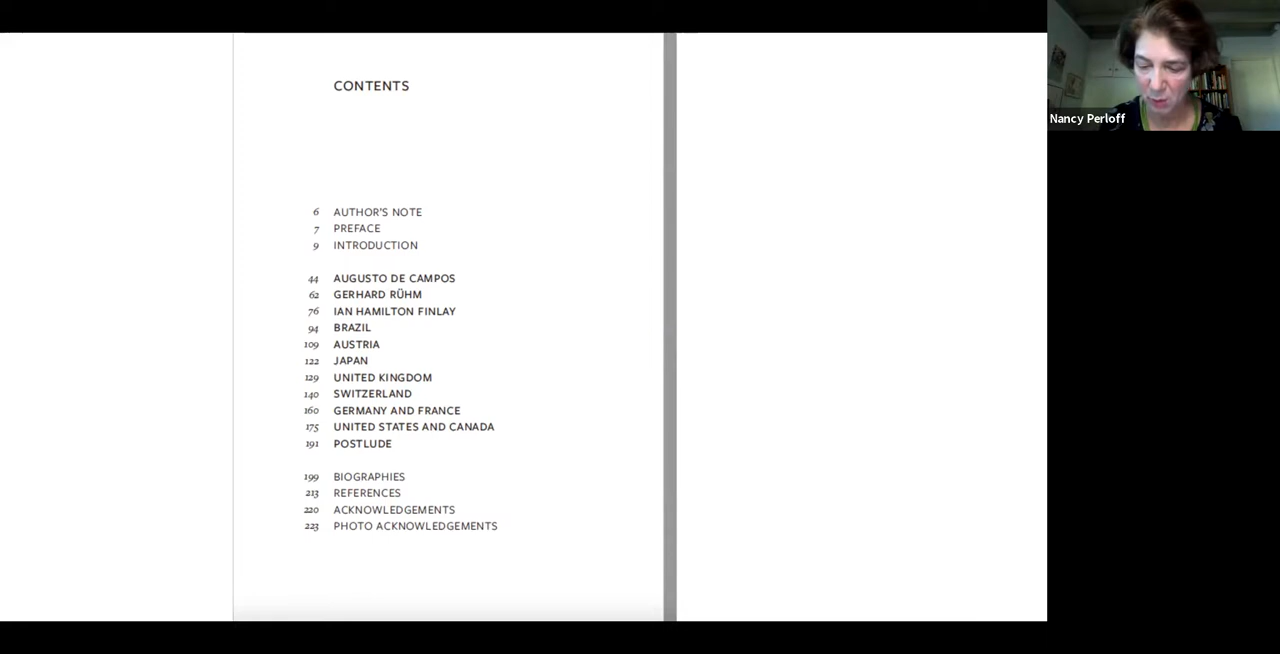 CONTENTS
6 AUTHOR'S NOTE
7 PREFACE
9 INTRODUCTION
44 AUGUSTO DE CAMPOS
62 GERHARD RÜHM
76 IAN HAMILTON FINLAY
94 BRAZIL
109 AUSTRIA
122 JAPAN
129 UNITED KINGDOM
140 SWITZERLAND
160 GERMANY AND FRANCE
175 UNITED STATES AND CANADA
191 POSTLUDE
199 BIOGRAPHIES
213 REFERENCES
220 ACKNOWLEDGEMENTS
223 PHOTO ACKNOWLEDGEMENTS
Nancy Perloff